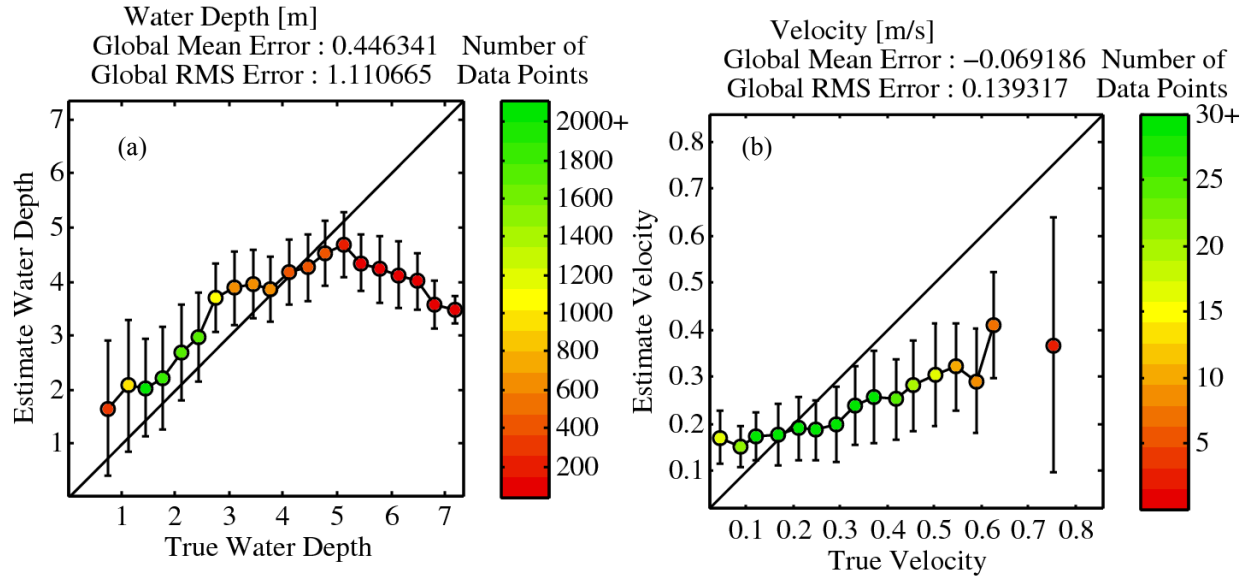 Water Depth [m]
Global Mean Error : 0.446341
Global RMS Error : 1.110665
Number of
Data Points
(a)
7
6
5
4
3
2
1
Estimate Water Depth
1 2 3 4 5 6 7
True Water Depth
2000+
1800
1600
1400
1200
1000
800
600
400
200
Velocity [m/s]
Global Mean Error : −0.069186
Global RMS Error : 0.139317
Number of
Data Points
(b)
0.8
0.7
0.6
0.5
0.4
0.3
0.2
0.1
Estimate Velocity
0.1 0.2 0.3 0.4 0.5 0.6 0.7 0.8
True Velocity
30+
25
20
15
10
5